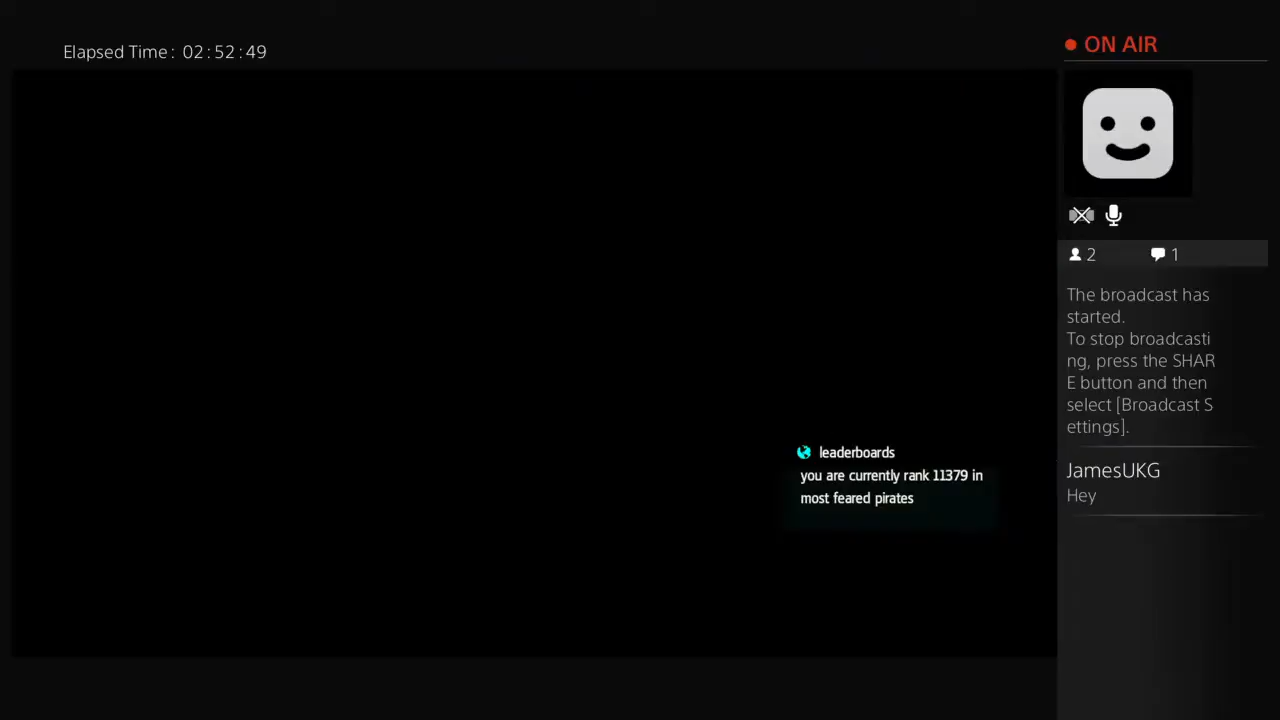 Elapsed Time: 02:52:49
ON AIR
2 1
The broadcast has
started.
To stop broadcasti
ng, press the SHAR
E button and then
select [Broadcast S
ettings].
JamesUKG
Hey
leaderboards
you are currently rank 11379 in
most feared pirates